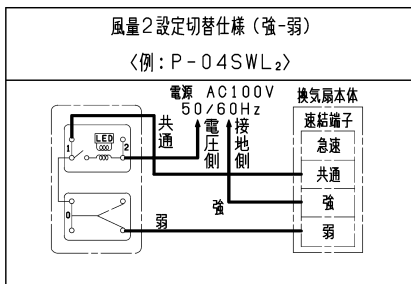 風量2設定切替仕様（強-弱）
〈例：P-04SWL₂〉
電源 AC100V
50/60Hz
換気扇本体
速結端子
急速
共通
強
弱
共通
電圧側
接地側
LED
1
2
0
強
弱